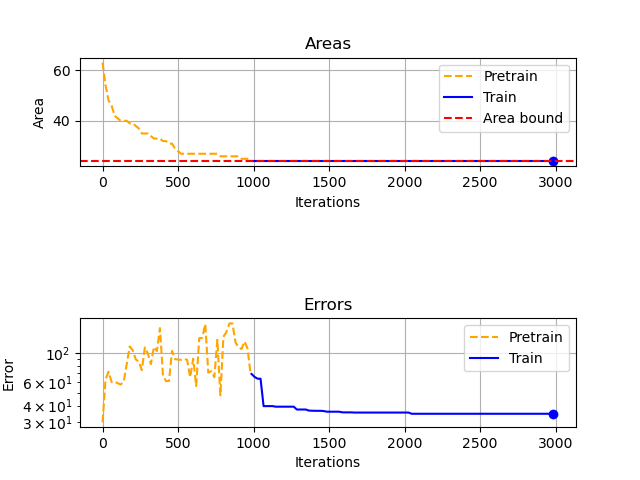 Areas
60
40
Area
Pretrain
Train
Area bound
0 500 1000 1500 2000 2500 3000
Iterations
Errors
10²
6 × 10¹
4 × 10¹
3 × 10¹
Error
Pretrain
Train
0 500 1000 1500 2000 2500 3000
Iterations